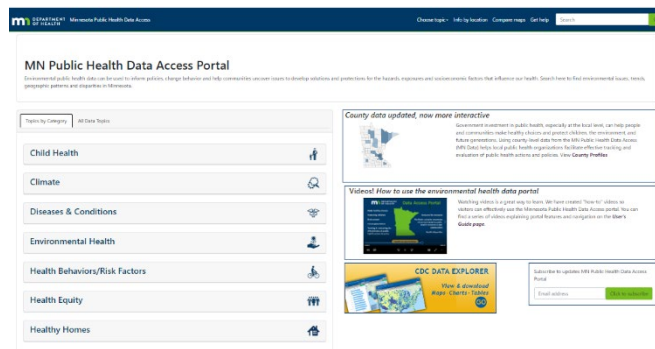 DEPARTMENT OF HEALTH Minnesota Public Health Data Access
Choose topic Info by location Compare maps Get help Search
MN Public Health Data Access Portal
Environmental public health data can be used to inform policies change behavior and help communities uncover issues to develop solutions and protections for the hazards exposures and socioeconomic factors that influence our health. Search here to find environmental issues, trends,
geographic patterns and disparities in Minnesota.
Topics by Category All Data Topics
Child Health
Climate
Diseases & Conditions
Environmental Health
Health Behaviors/Risk Factors
Health Equity
Healthy Homes
County data updated, now more interactive
Government investment in public health, especially at the local level, can help people
and communities make healthy choices and protect children, the environment, and
future generations. Using county-level data from the MN Public Health Data Access
(MN Data) helps local public health organizations facilitate effective tracking and
evaluation of public health actions and policies. View County Profiles
Videos! How to use the environmental health data portal
Data Access Portal
Watching videos is a great way to learn. We have created "how-to" videos so
visitors can effectively use the Minnesota Public Health Data Access portal. You can
find a series of videos explaining portal features and navigation on the User's
Guide page.
CDC DATA EXPLORER
View & download
Maps · Charts · Tables
GO
Subscribe to updates MN Public Health Data Access
Portal
Email address Click to subscribe